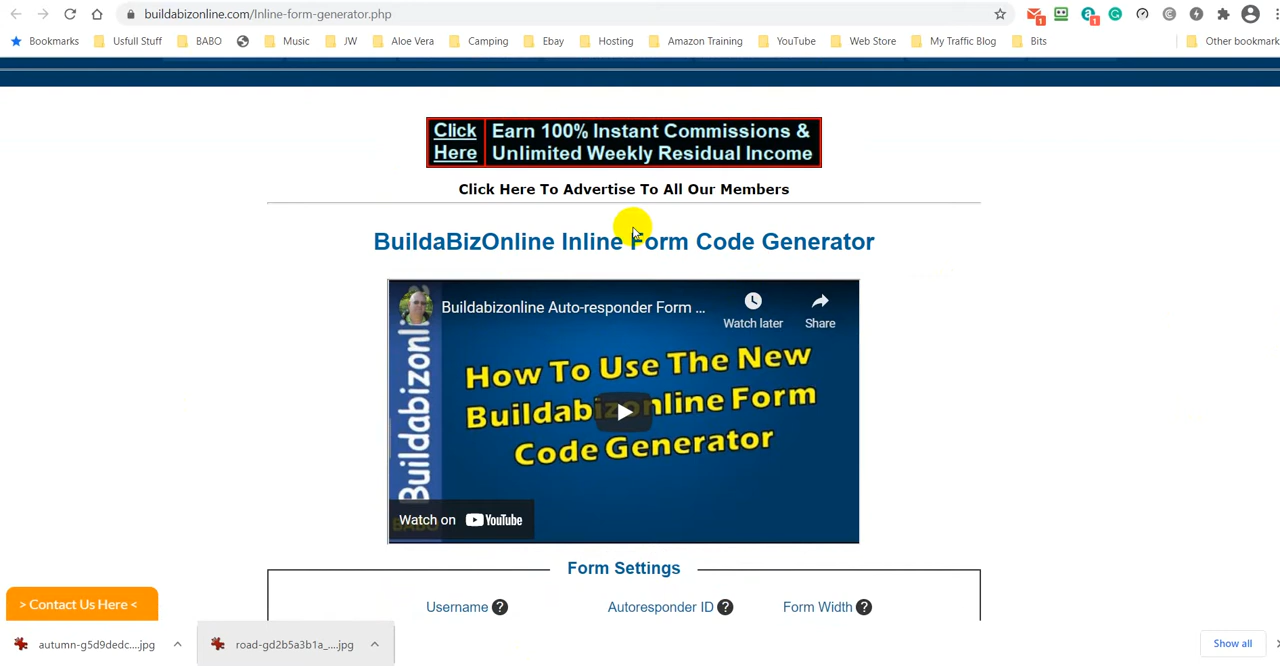 buildabizonline.com/Inline-form-generator.php
1
a
1
Bookmarks
Usfull Stuff
BABO
Music
JW
Aloe Vera
Camping
Ebay
Hosting
Amazon Training
YouTube
Web Store
My Traffic Blog
Bits
Other bookmark
Click Here
Earn 100% Instant Commissions &
Unlimited Weekly Residual Income
Click Here To Advertise To All Our Members
BuildaBizOnline Inline Form Code Generator
Buildabizonline Auto-responder Form ...
Watch later
Share
Buildabizonline
How To Use The New
Buildabizonline Form
Code Generator
Watch on YouTube
Form Settings
Username ?
Autoresponder ID ?
Form Width ?
> Contact Us Here <
autumn-g5d9dedc....jpg
road-gd2b5a3b1a_....jpg
Show all